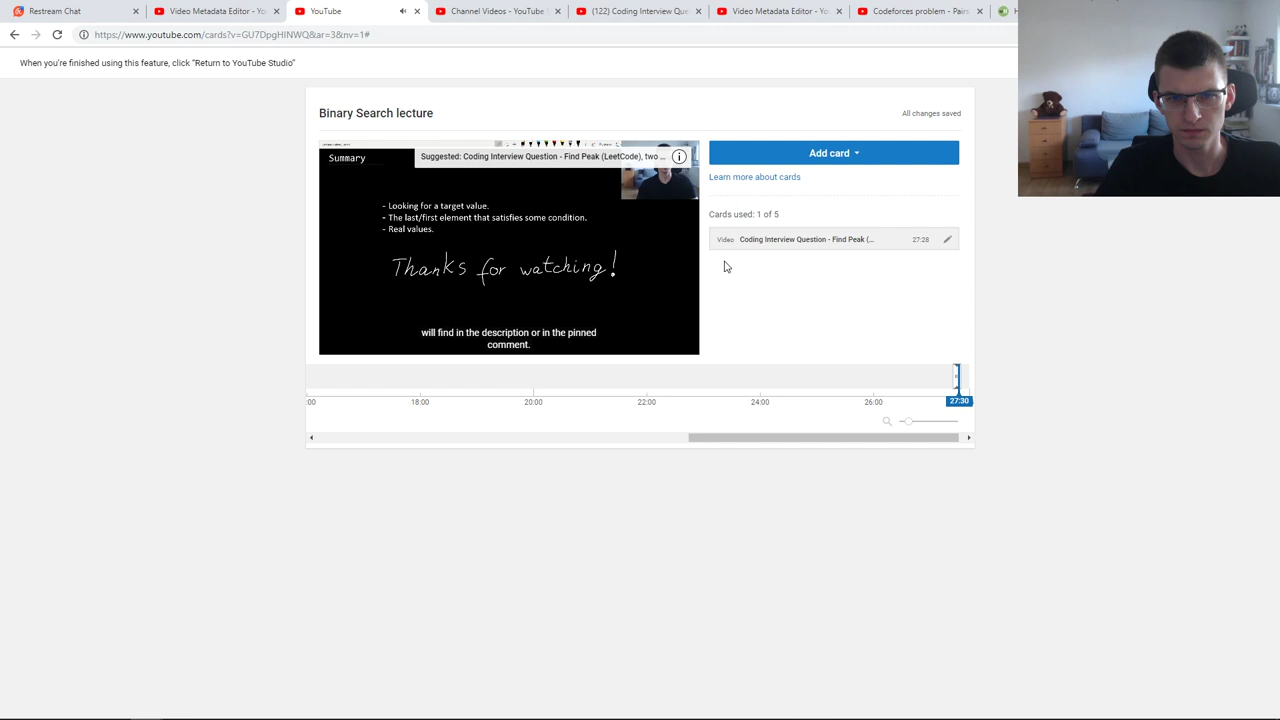 Restream Chat
Video Metadata Editor - Yo
YouTube
Channel Videos - YouTube
(122) Coding Interview Que
Video Metadata Editor - Yo
Codeforces problem - Pairs
https://www.youtube.com/cards?v=GU7DpgHINWQ&ar=3&nv=1#
When you're finished using this feature, click "Return to YouTube Studio"
Binary Search lecture
All changes saved
Summary
Suggested: Coding Interview Question - Find Peak (LeetCode), two ...
- Looking for a target value.
- The last/first element that satisfies some condition.
- Real values.
Thanks for watching!
will find in the description or in the pinned
comment.
Add card
Learn more about cards
Cards used: 1 of 5
Video Coding Interview Question - Find Peak (... 27:28
:00 18:00 20:00 22:00 24:00 26:00
27:30